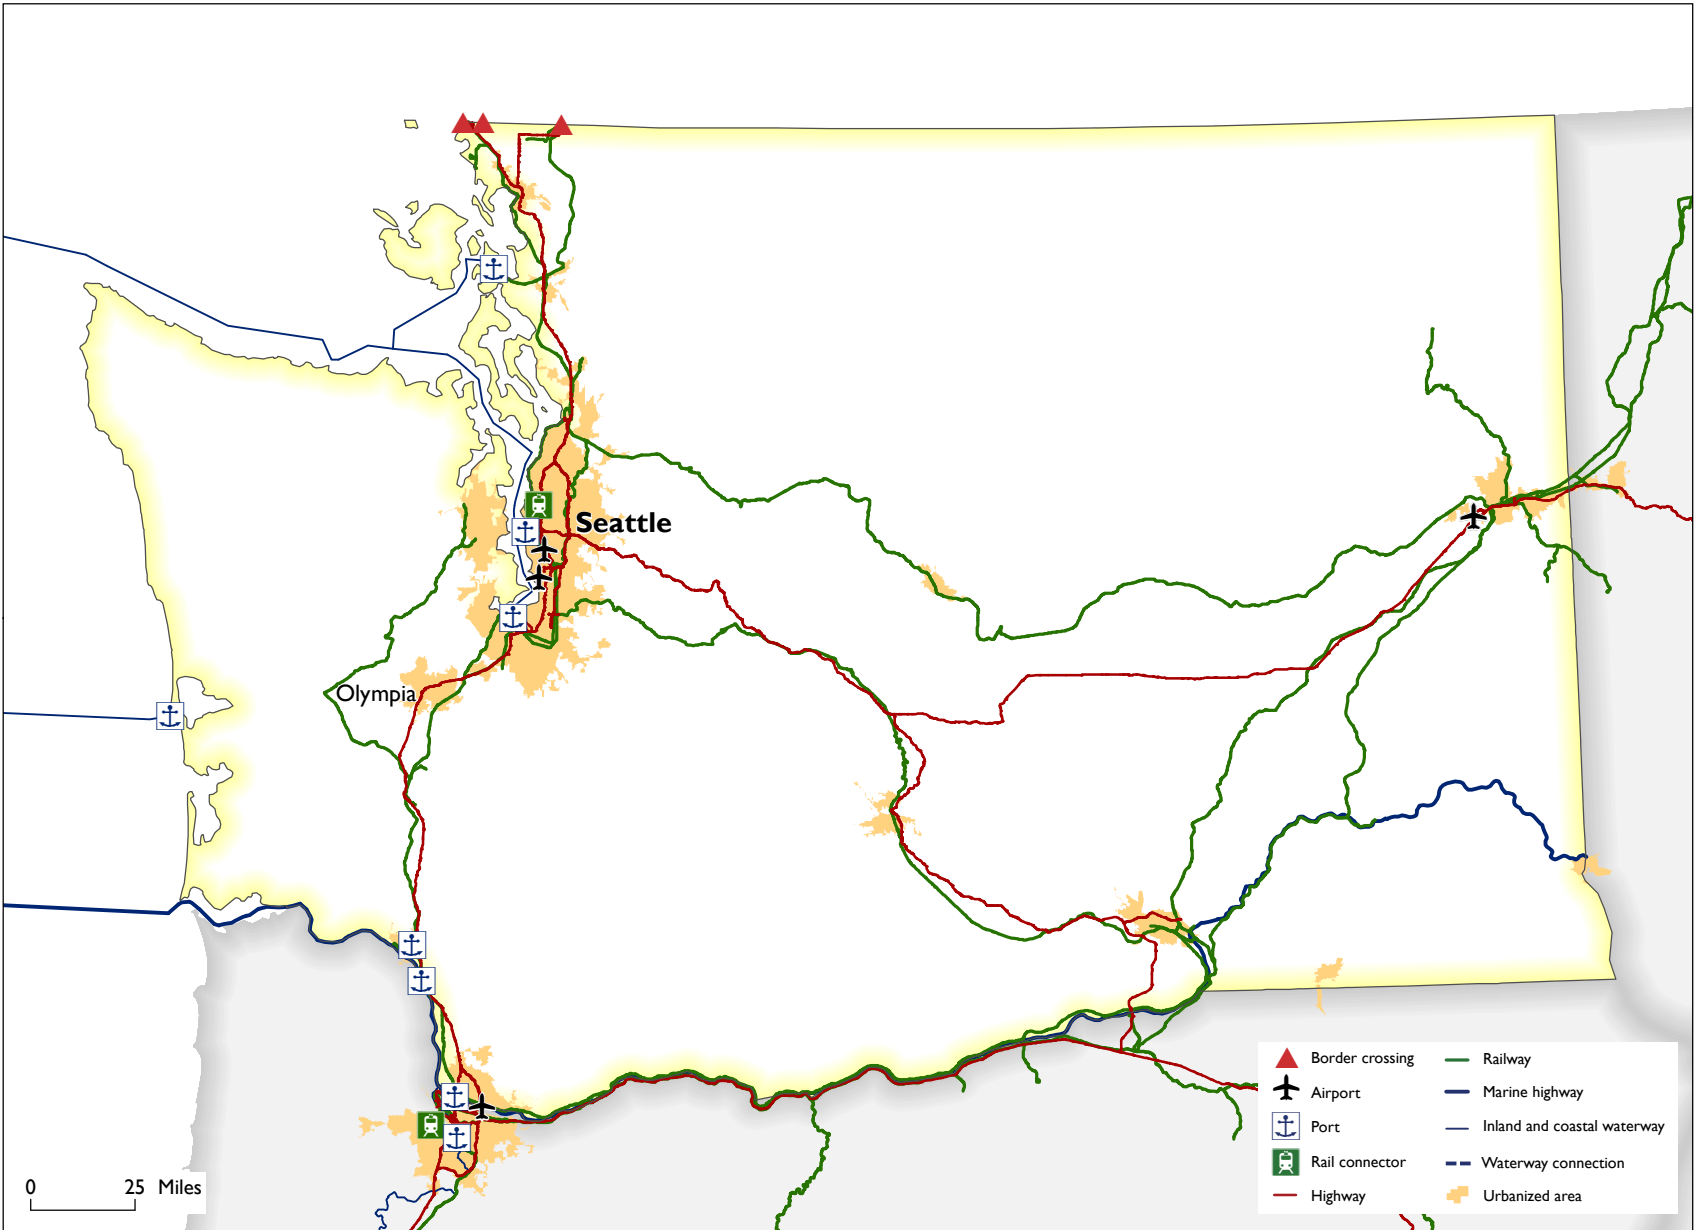 Seattle
Olympia
Border crossing
Airport
Port
Rail connector
Highway
Railway
Marine highway
Inland and coastal waterway
Waterway connection
Urbanized area
0 25 Miles